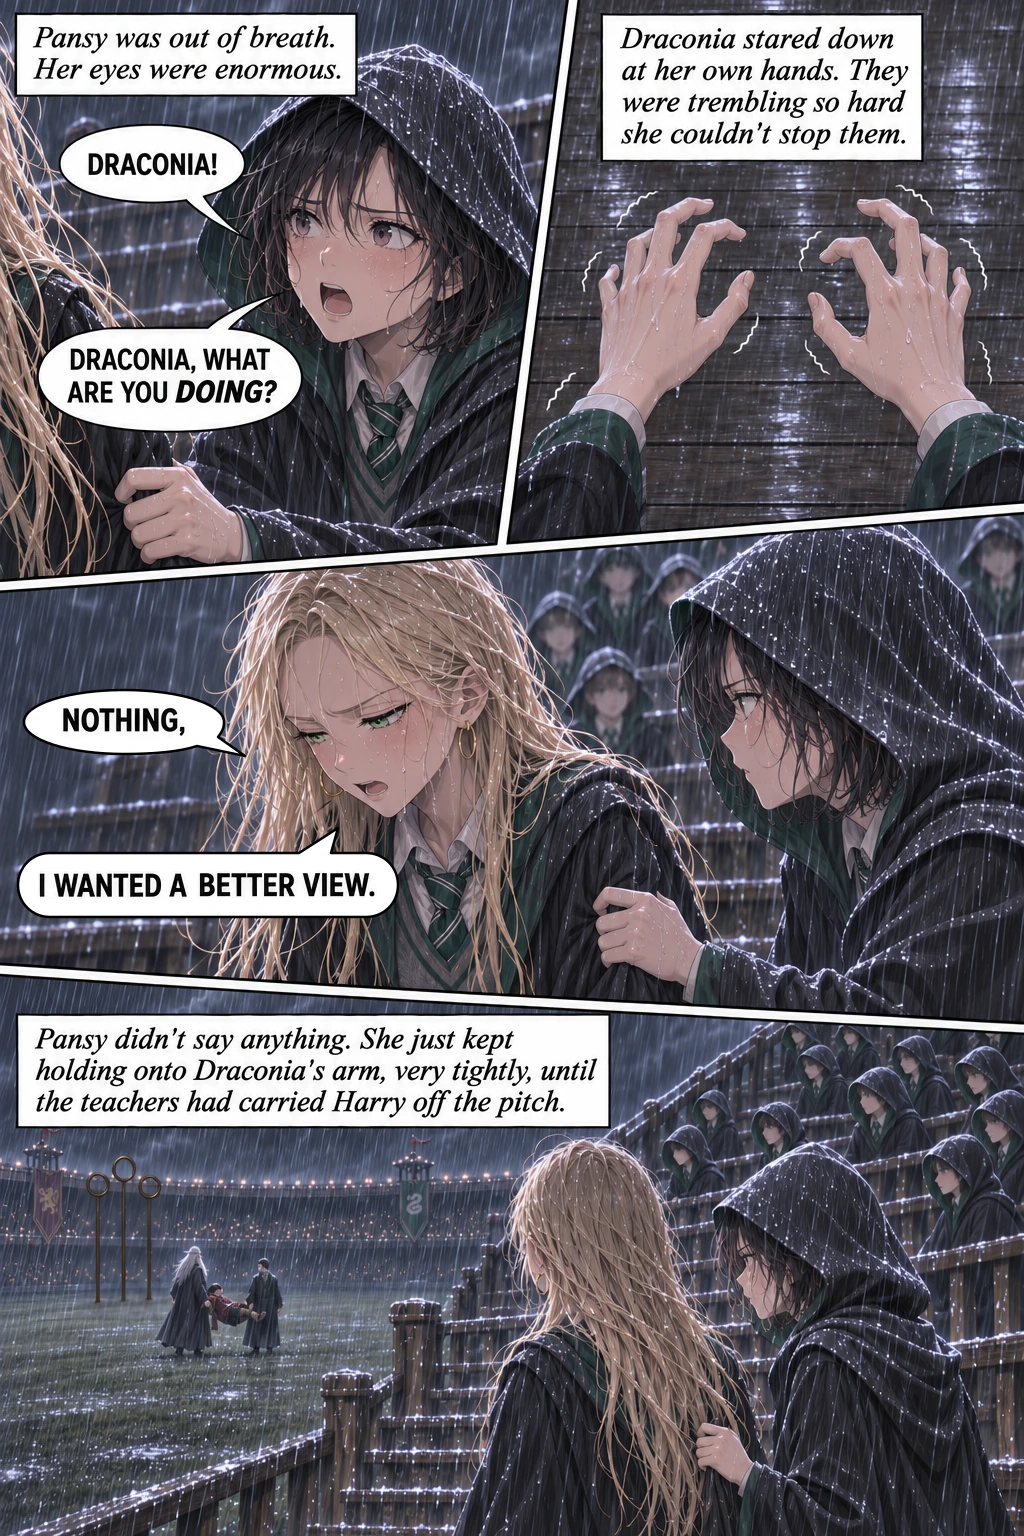 Pansy was out of breath.
Her eyes were enormous.
DRACONIA!
DRACONIA, WHAT
ARE YOU DOING?
Draconia stared down
at her own hands. They
were trembling so hard
she couldn't stop them.
NOTHING,
I WANTED A BETTER VIEW.
Pansy didn't say anything. She just kept
holding onto Draconia's arm, very tightly, until
the teachers had carried Harry off the pitch.